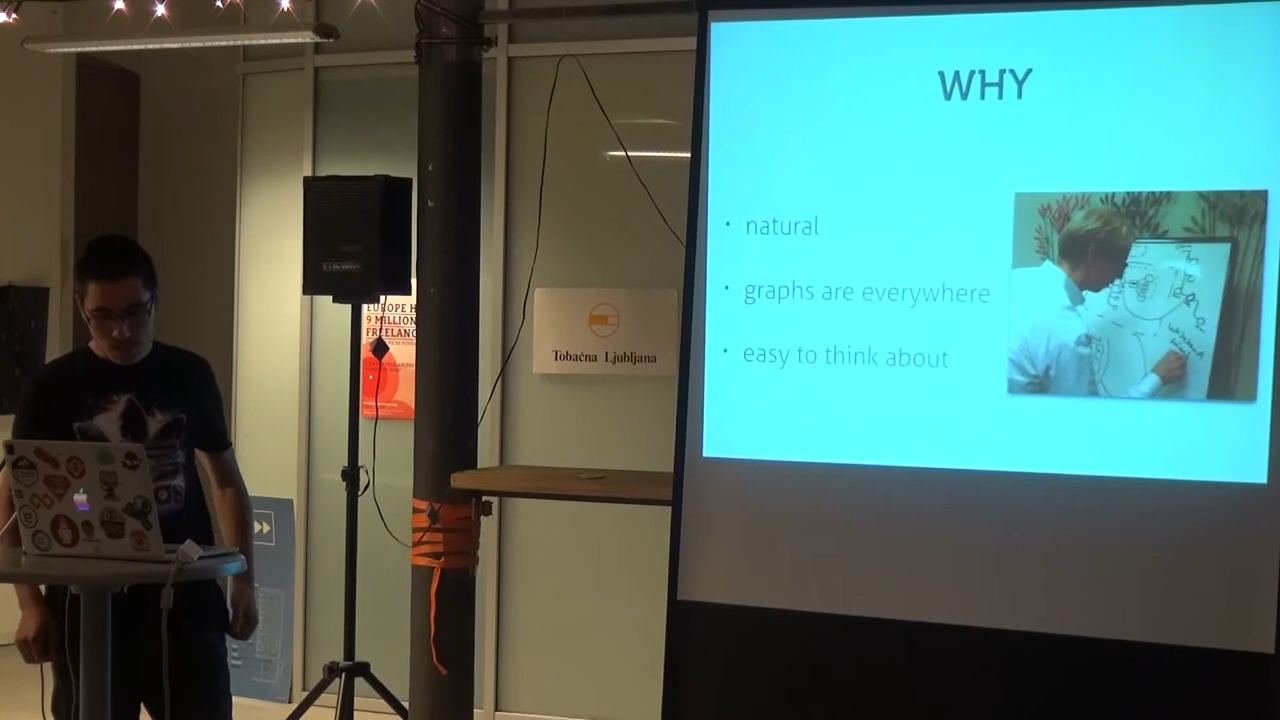 WHY
• natural
• graphs are everywhere
• easy to think about
EUROPE H
9 MILLION
FREELANC
Tobačna Ljubljana